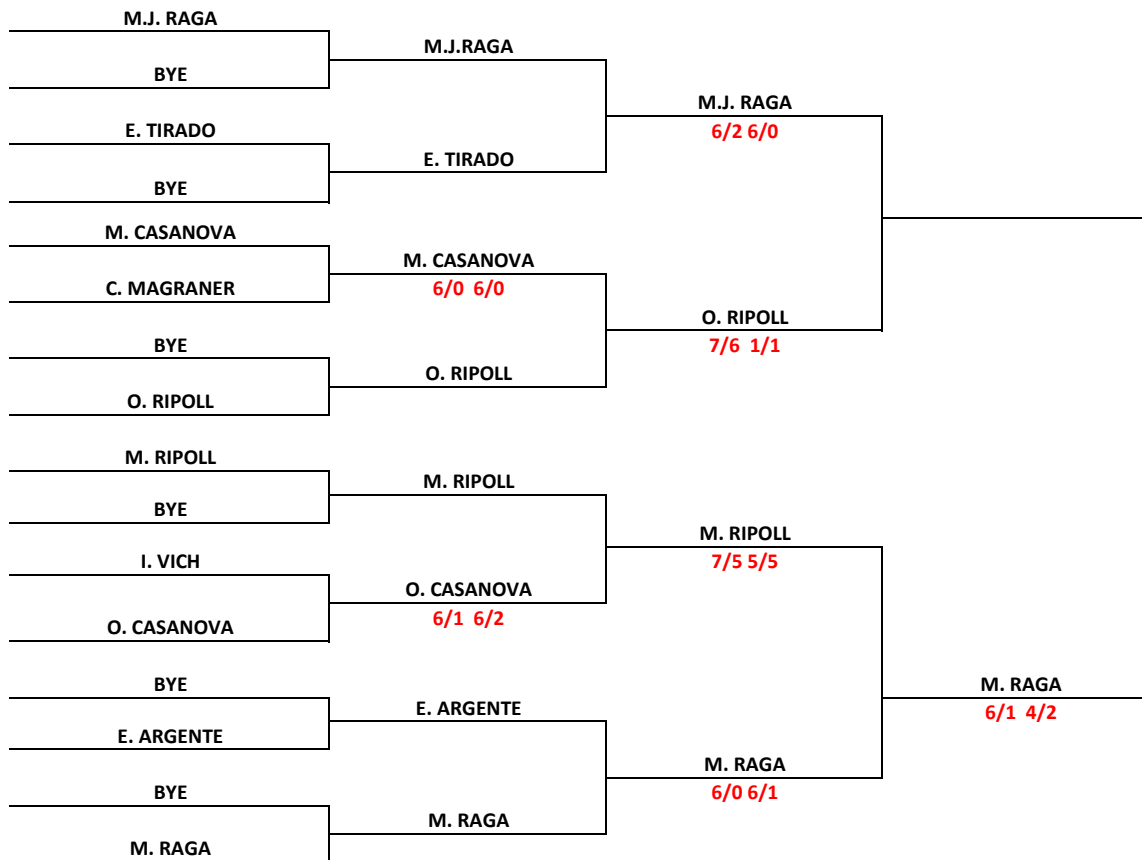 M.J. RAGA
BYE
E. TIRADO
BYE
M. CASANOVA
C. MAGRANER
BYE
O. RIPOLL
M. RIPOLL
BYE
I. VICH
O. CASANOVA
BYE
E. ARGENTE
BYE
M. RAGA
M.J.RAGA
E. TIRADO
M. CASANOVA
6/0 6/0
O. RIPOLL
M. RIPOLL
O. CASANOVA
6/1 6/2
E. ARGENTE
M. RAGA
M.J. RAGA
6/2 6/0
O. RIPOLL
7/6 1/1
M. RIPOLL
7/5 5/5
M. RAGA
6/0 6/1
M. RAGA
6/1 4/2